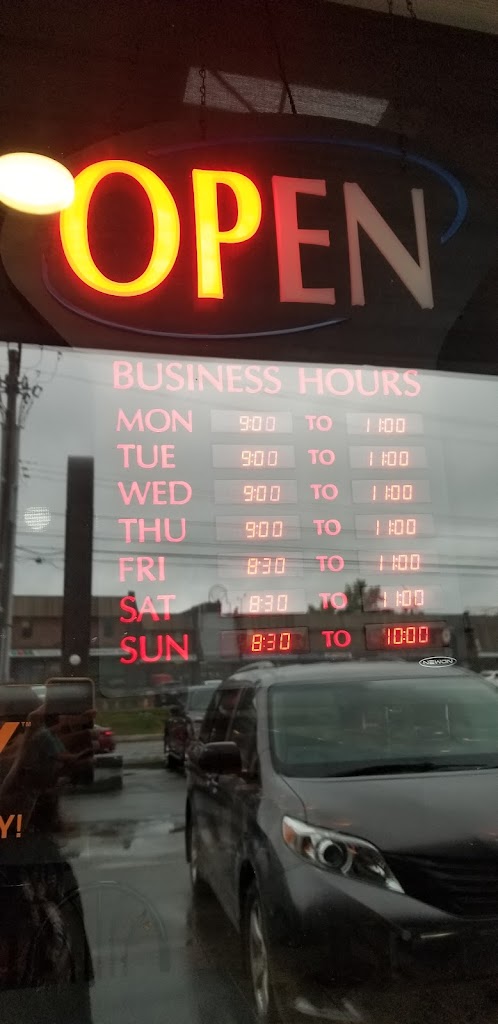 OPEN
BUSINESS HOURS
MON 9:00 TO 11:00
TUE 9:00 TO 11:00
WED 9:00 TO 11:00
THU 9:00 TO 11:00
FRI 8:30 TO 11:00
SAT 8:30 TO 11:00
SUN 8:30 TO 10:00
NEWON
Y™
Y!